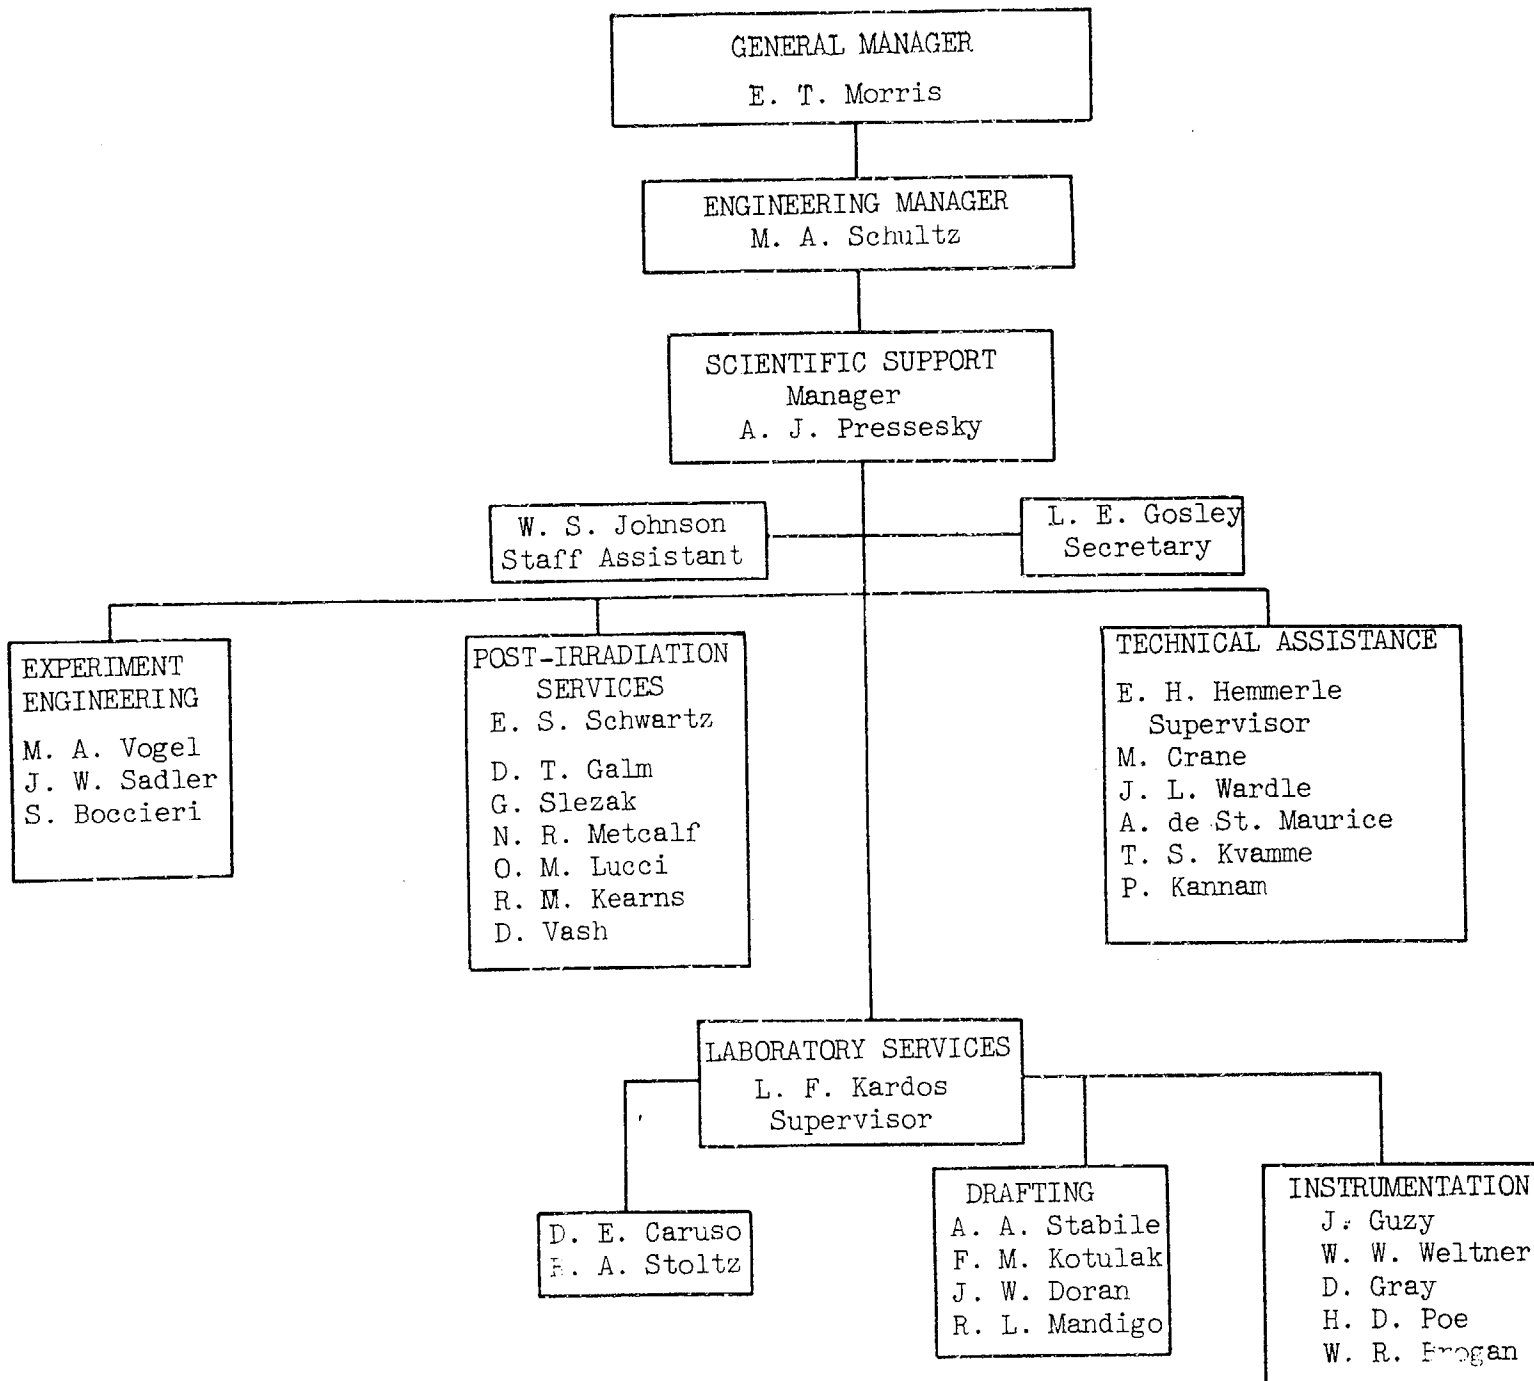 GENERAL MANAGER
E. T. Morris
ENGINEERING MANAGER
M. A. Schultz
SCIENTIFIC SUPPORT
Manager
A. J. Pressesky
W. S. Johnson
Staff Assistant
L. E. Gosley
Secretary
EXPERIMENT
ENGINEERING
M. A. Vogel
J. W. Sadler
S. Boccieri
POST-IRRADIATION
SERVICES
E. S. Schwartz
D. T. Galm
G. Slezak
N. R. Metcalf
O. M. Lucci
R. M. Kearns
D. Vash
TECHNICAL ASSISTANCE
E. H. Hemmerle
Supervisor
M. Crane
J. L. Wardle
A. de St. Maurice
T. S. Kvamme
P. Kannam
LABORATORY SERVICES
L. F. Kardos
Supervisor
D. E. Caruso
A. Stoltz
DRAFTING
A. A. Stabile
F. M. Kotulak
J. W. Doran
R. L. Mandigo
INSTRUMENTATION
J. Guzy
W. W. Weltner
D. Gray
H. D. Poe
W. R. Brogan